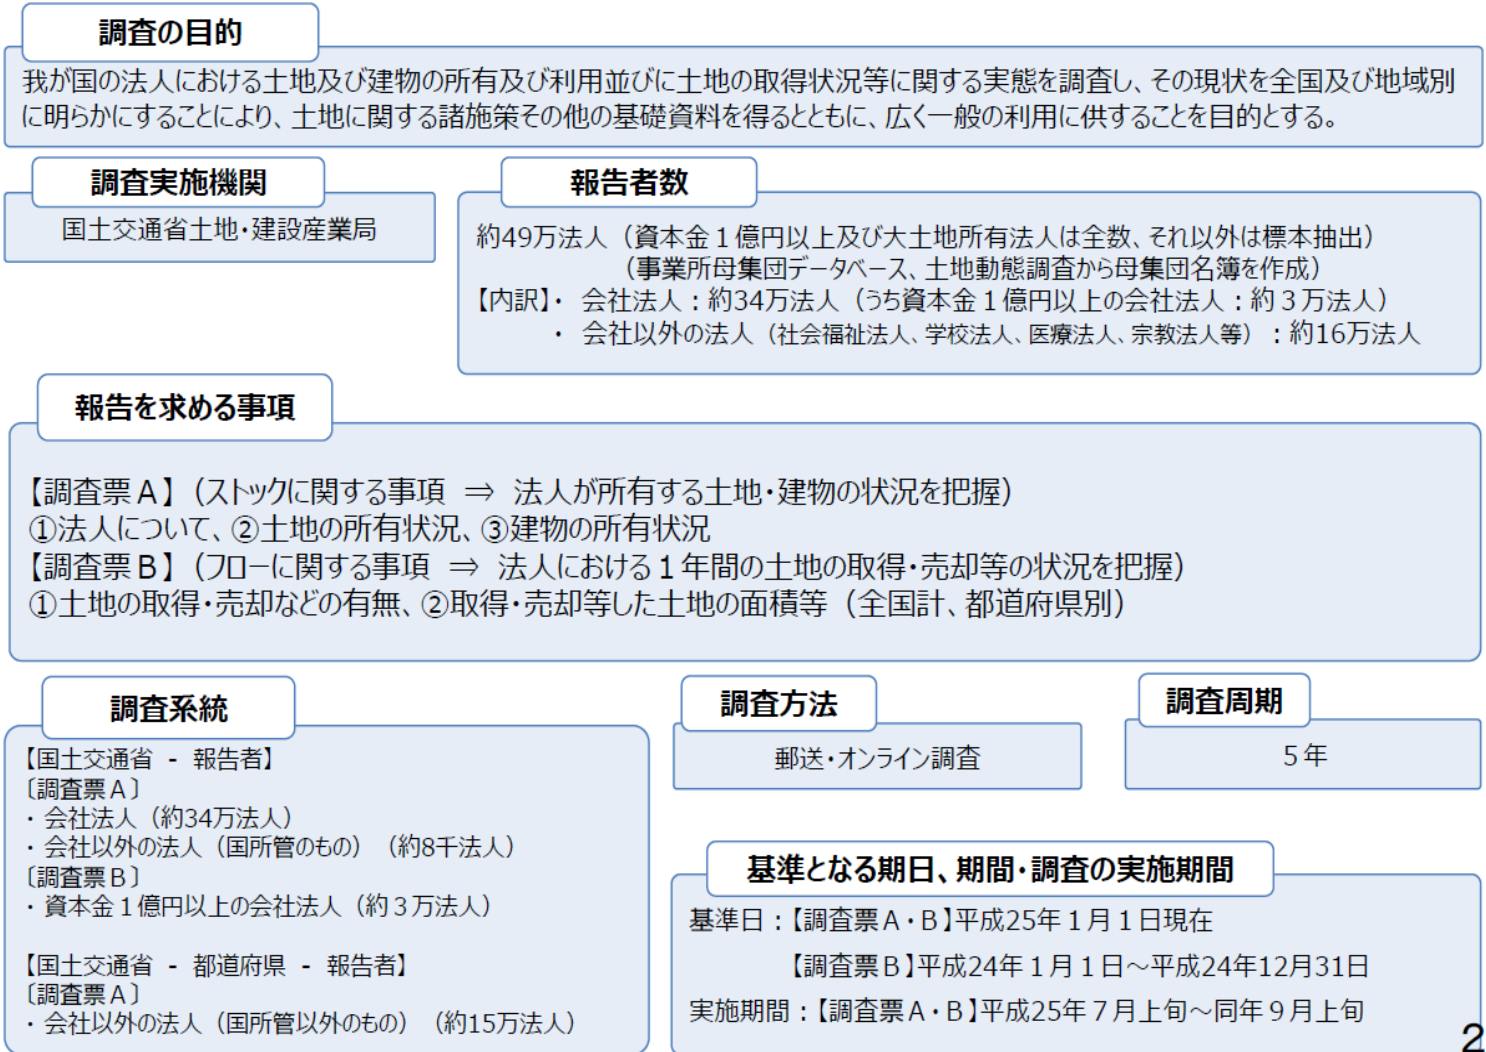 調査の目的
我が国の法人における土地及び建物の所有及び利用並びに土地の取得状況等に関する実態を調査し、その現状を全国及び地域別
に明らかにすることにより、土地に関する諸施策その他の基礎資料を得るとともに、広く一般の利用に供することを目的とする。
調査実施機関
国土交通省土地・建設産業局
報告者数
約49万法人（資本金１億円以上及び大土地所有法人は全数、それ以外は標本抽出）
（事業所母集団データベース、土地動態調査から母集団名簿を作成）
【内訳】・ 会社法人：約34万法人（うち資本金１億円以上の会社法人：約３万法人）
・ 会社以外の法人（社会福祉法人、学校法人、医療法人、宗教法人等）：約16万法人
報告を求める事項
【調査票Ａ】（ストックに関する事項 ⇒ 法人が所有する土地・建物の状況を把握）
①法人について、②土地の所有状況、③建物の所有状況
【調査票Ｂ】（フローに関する事項 ⇒ 法人における１年間の土地の取得・売却等の状況を把握）
①土地の取得・売却などの有無、②取得・売却等した土地の面積等（全国計、都道府県別）
調査系統
【国土交通省 - 報告者】
〔調査票Ａ〕
・会社法人（約34万法人）
・会社以外の法人（国所管のもの）（約8千法人）
〔調査票Ｂ〕
・資本金１億円以上の会社法人（約３万法人）
【国土交通省 - 都道府県 - 報告者】
〔調査票Ａ〕
・会社以外の法人（国所管以外のもの）（約15万法人）
調査方法
郵送・オンライン調査
調査周期
５年
基準となる期日、期間・調査の実施期間
基準日：【調査票Ａ・Ｂ】平成25年１月１日現在
【調査票Ｂ】平成24年１月１日～平成24年12月31日
実施期間：【調査票Ａ・Ｂ】平成25年７月上旬～同年９月上旬
2